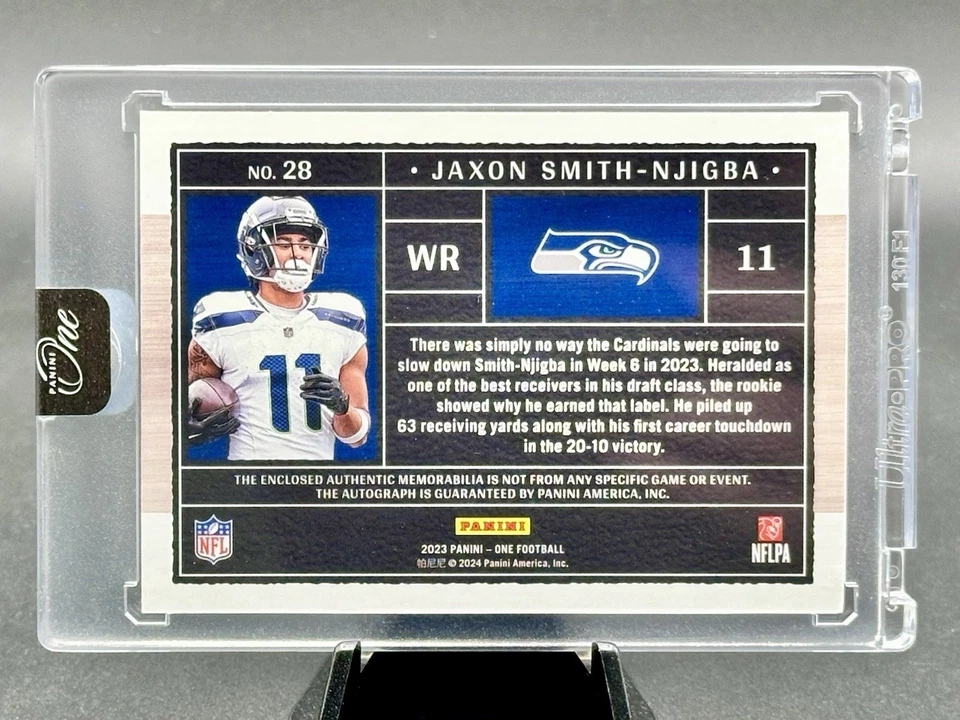 NO. 28
• JAXON SMITH-NJIGBA •
WR
11
11
There was simply no way the Cardinals were going to
slow down Smith-Njigba in Week 6 in 2023. Heralded as
one of the best receivers in his draft class, the rookie
showed why he earned that label. He piled up
63 receiving yards along with his first career touchdown
in the 20-10 victory.
THE ENCLOSED AUTHENTIC MEMORABILIA IS NOT FROM ANY SPECIFIC GAME OR EVENT.
THE AUTOGRAPH IS GUARANTEED BY PANINI AMERICA, INC.
NFL
PANINI
2023 PANINI – ONE FOOTBALL
帕尼尼 © 2024 Panini America, Inc.
NFLPA
PANINI One
UltraPRO® 130 F1